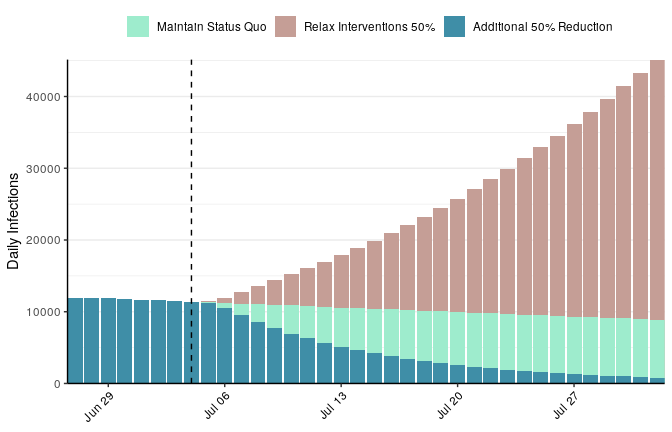 Maintain Status Quo Relax Interventions 50% Additional 50% Reduction
Daily Infections
40000
30000
20000
10000
0
Jun 29 Jul 06 Jul 13 Jul 20 Jul 27